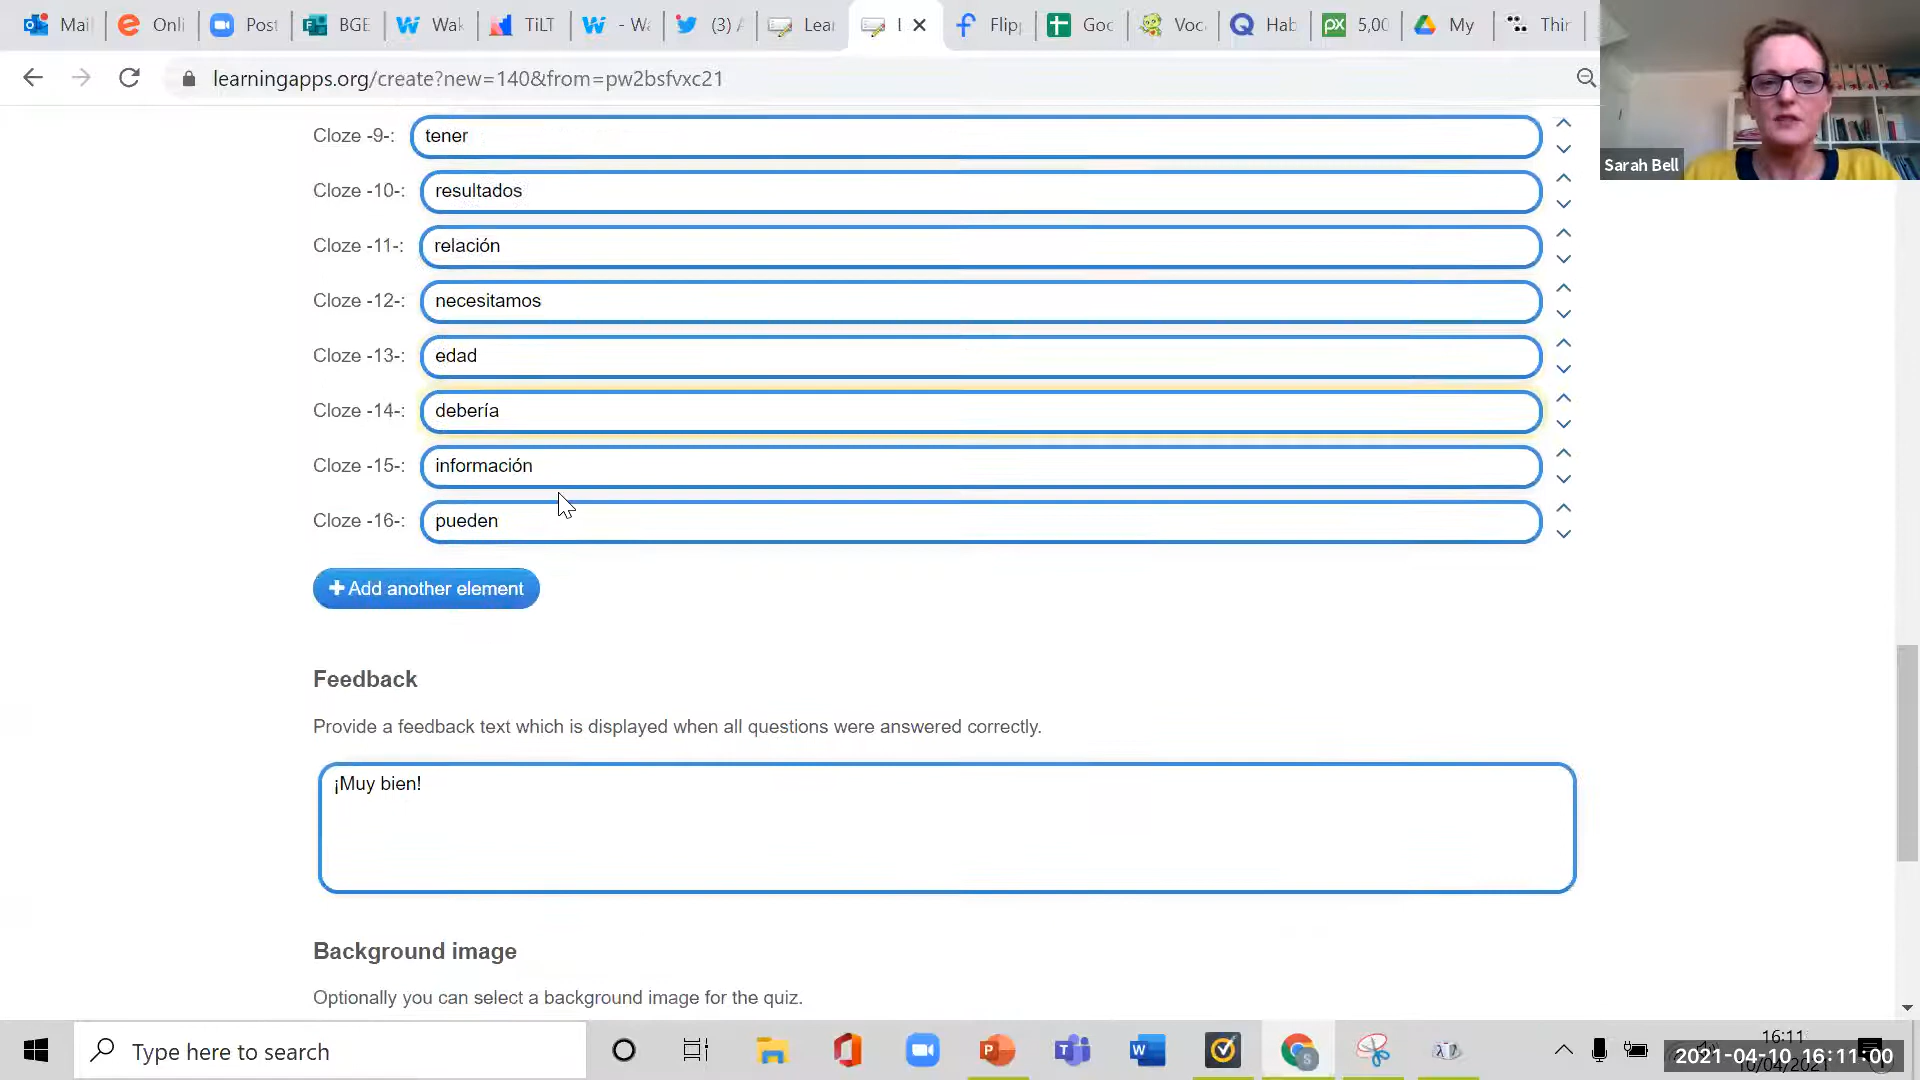 Mai Onli Post BGE Wak TiLT - Wa (3) / Lear I Flip Goc Voc Hab 5,00 My Thir
learningapps.org/create?new=140&from=pw2bsfvxc21
Sarah Bell
Cloze -9-: tener
Cloze -10-: resultados
Cloze -11-: relación
Cloze -12-: necesitamos
Cloze -13-: edad
Cloze -14-: debería
Cloze -15-: información
Cloze -16-: pueden
Add another element
Feedback
Provide a feedback text which is displayed when all questions were answered correctly.
¡Muy bien!
Background image
Optionally you can select a background image for the quiz.
Type here to search
16:11
2021-04-10 16:11:00